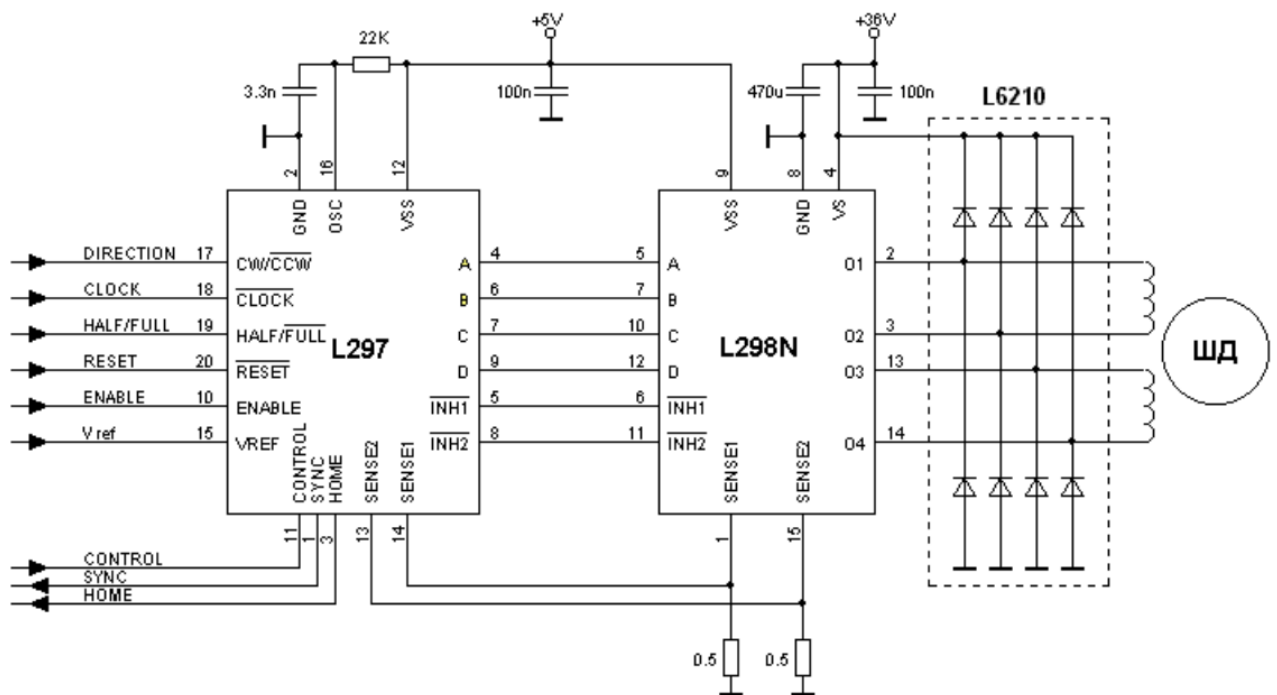 +5V
+36V
22K
3.3n
100n
470u
100n
L6210
2
16
12
9
8
4
GND
OSC
VSS
VSS
GND
VS
DIRECTION 17 CW/CCW A 4 5 A O1 2
CLOCK 18 CLOCK B 6 7 B
HALF/FULL 19 HALF/FULL C 7 10 C O2 3
L297
L298N
ШД
RESET 20 RESET D 9 12 D O3 13
ENABLE 10 ENABLE INH1 5 6 INH1
Vref 15 VREF INH2 8 11 INH2 O4 14
CONTROL
SYNC
HOME
SENSE2
SENSE1
SENSE1
SENSE2
11
1
3
13
14
1
15
CONTROL
SYNC
HOME
0.5
0.5